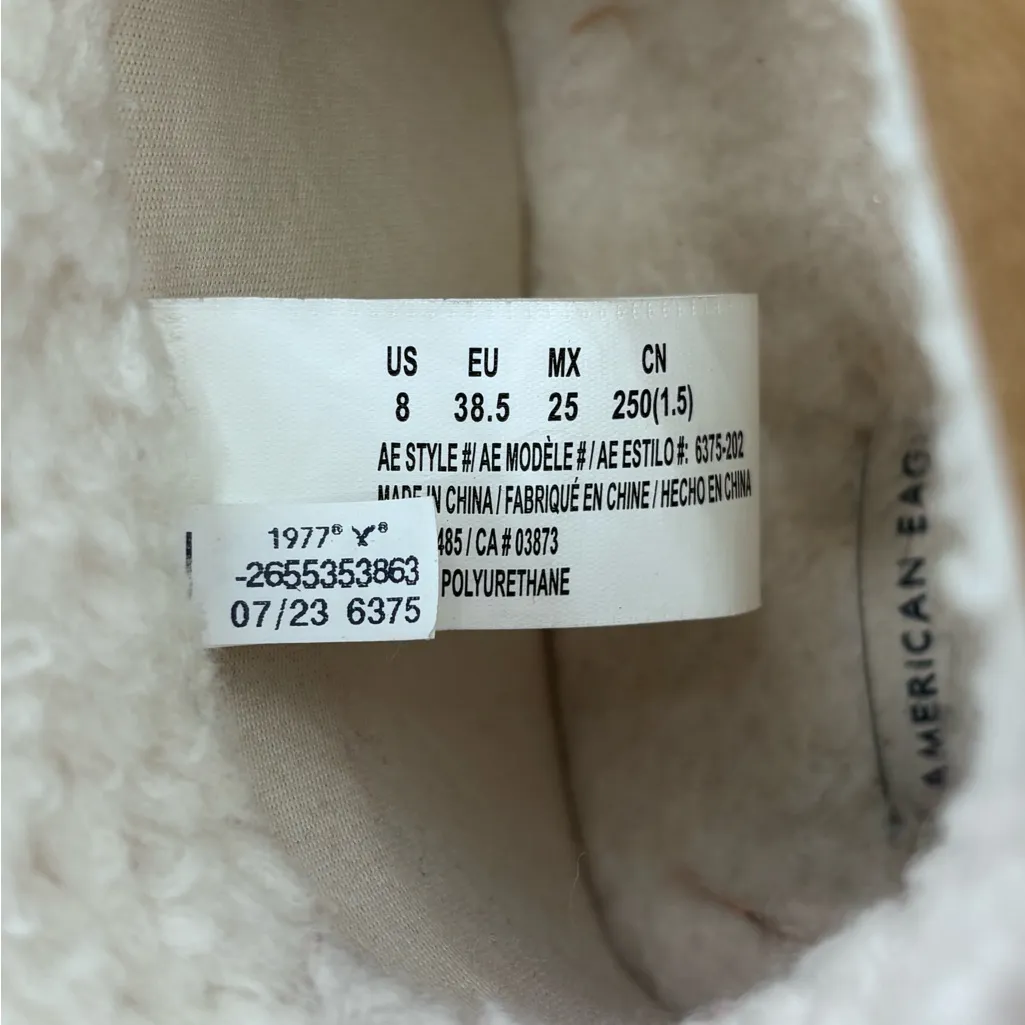 US EU MX CN
8 38.5 25 250(1.5)
AE STYLE #/ AE MODÈLE # / AE ESTILO #: 6375-202
MADE IN CHINA / FABRIQUÉ EN CHINE / HECHO EN CHINA
485 / CA # 03873
POLYURETHANE
1977® ®
-2655353863
07/23 6375
AMERICAN EAG